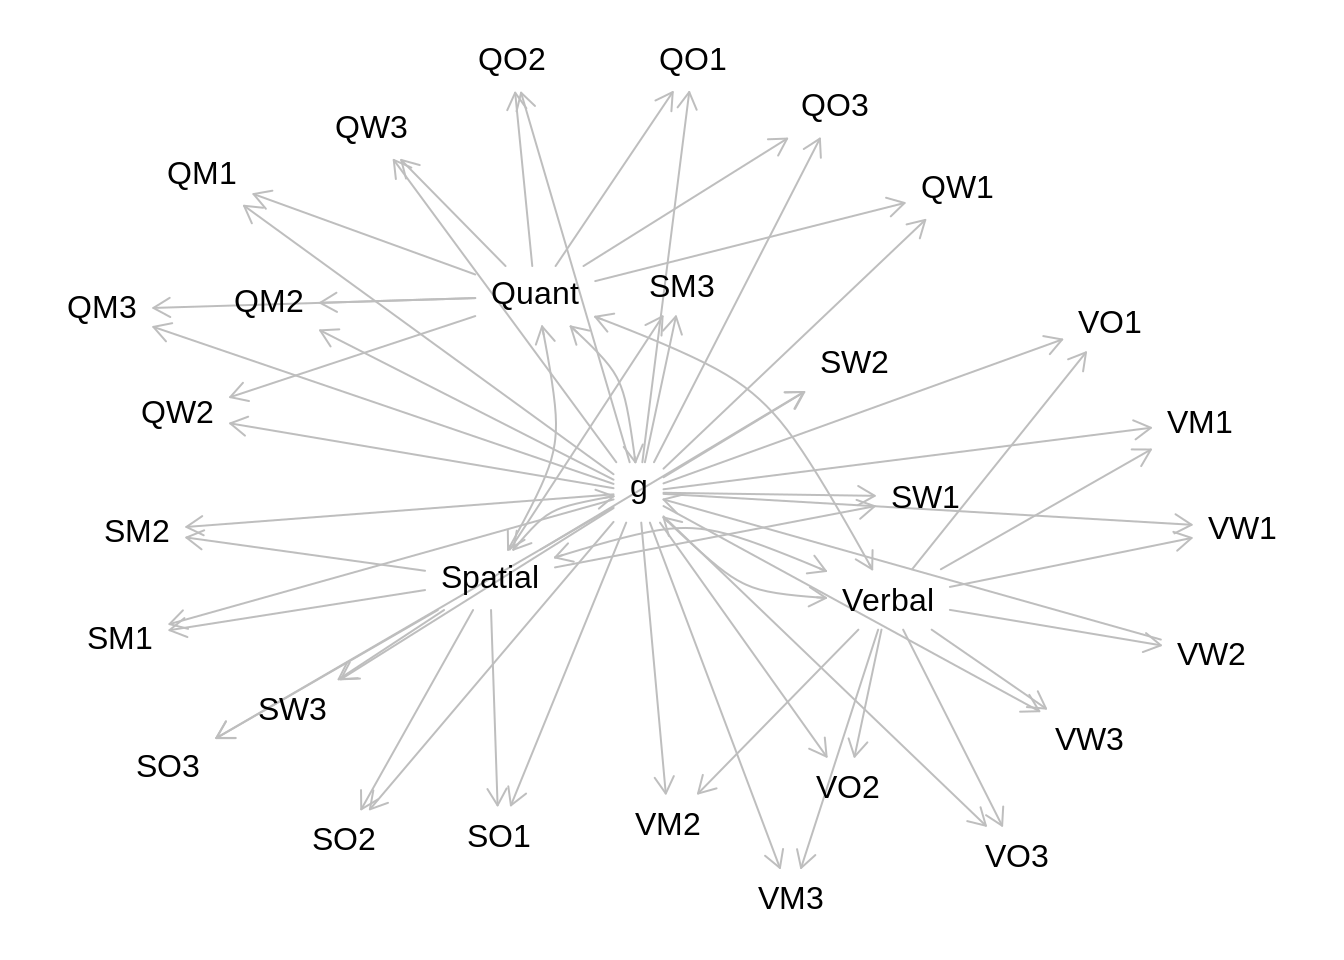 QO2
QO1
QO3
QW3
QM1
QW1
SM3
Quant
QM2
QM3
VO1
SW2
QW2
VM1
g
SW1
SM2
VW1
Spatial
Verbal
SM1
VW2
SW3
VW3
SO3
VO2
VM2
SO1
SO2
VO3
VM3